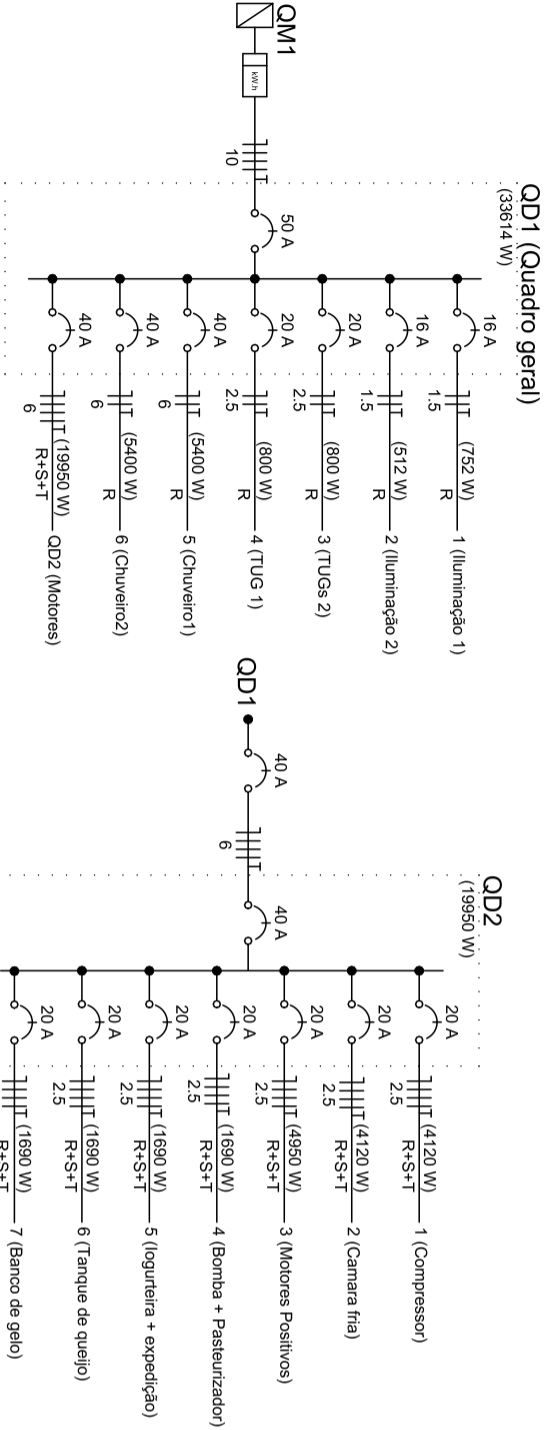 QM1
kW.h
10
QD1 (Quadro geral)
(33614 W)
50 A
16 A
1.5
(752 W)
R
1 (Iluminação 1)
16 A
1.5
(512 W)
R
2 (Iluminação 2)
20 A
2.5
(800 W)
R
3 (TUGs 2)
20 A
2.5
(800 W)
R
4 (TUG 1)
40 A
6
(5400 W)
R
5 (Chuveiro1)
40 A
6
(5400 W)
R
6 (Chuveiro2)
40 A
6
(19950 W)
R+S+T
QD2 (Motores)
QD1
40 A
6
QD2
(19950 W)
40 A
20 A
2.5
(4120 W)
R+S+T
1 (Compressor)
20 A
2.5
(4120 W)
R+S+T
2 (Camara fria)
20 A
2.5
(4950 W)
R+S+T
3 (Motores Positivos)
20 A
2.5
(1690 W)
R+S+T
4 (Bomba + Pasteurizador)
20 A
2.5
(1690 W)
R+S+T
5 (Iogurteira + expedição)
20 A
2.5
(1690 W)
R+S+T
6 (Tanque de queijo)
20 A
(1690 W)
R+S+T
7 (Banco de gelo)